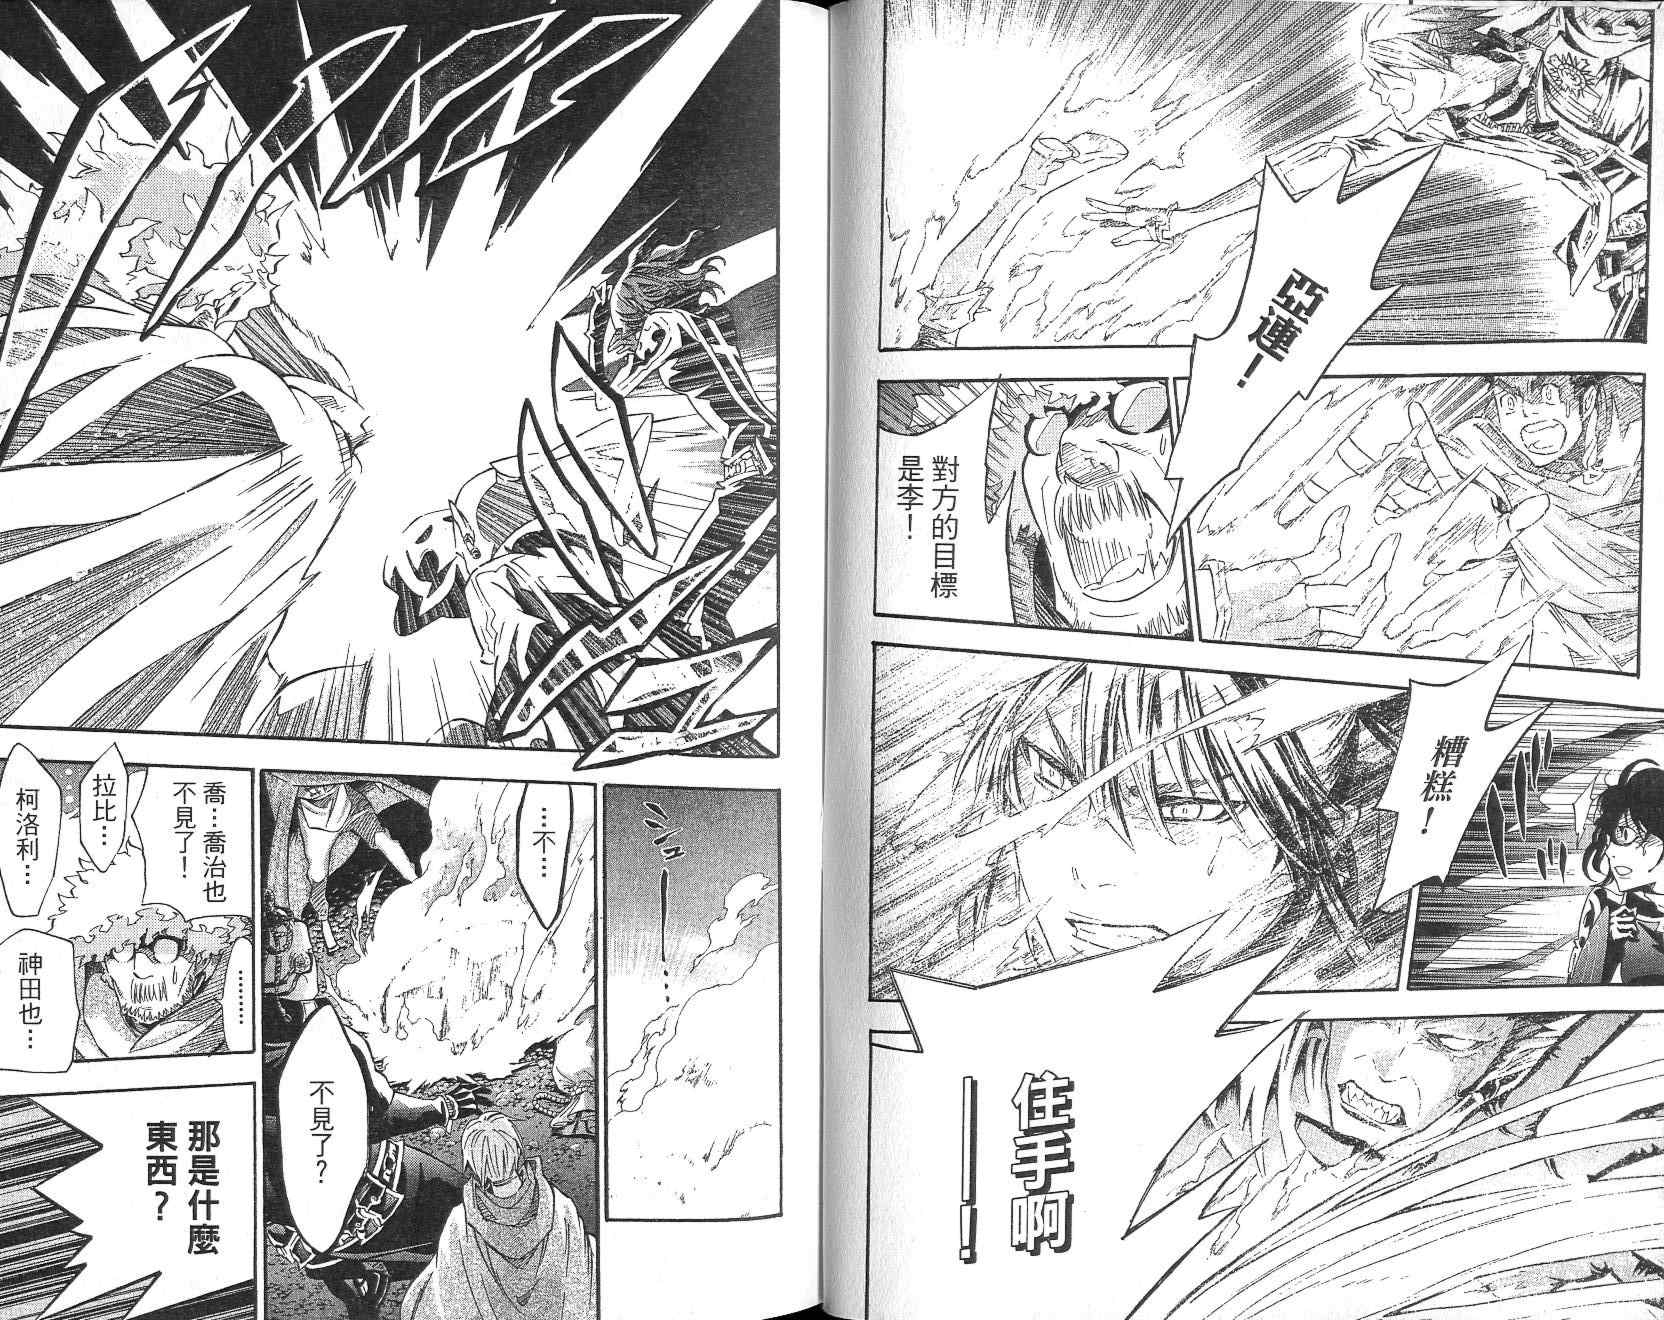 亞連！
對方的目標
是李！
糟糕！
住手啊
——！
シュー…
…不…
不見了？
喬…喬治也
不見了！
拉比…
柯洛利…
…………
神田也…
那是什麼
東西？